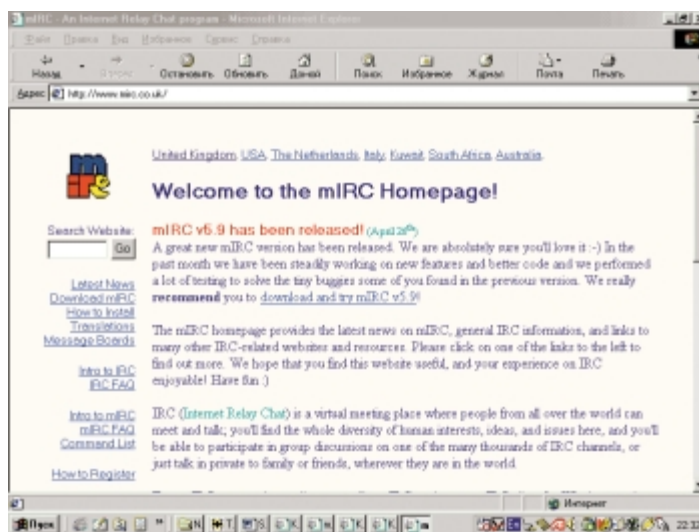 mIRC - An Internet Relay Chat program - Microsoft Internet Explorer
Файл Правка Вид Избранное Сервис Справка
Назад Вперед Остановить Обновить Домой Поиск Избранное Журнал Почта Печать
Адрес http://www.mirc.co.uk/
United Kingdom, USA, The Netherlands, Italy, Kuwait, South Africa, Australia.
Welcome to the mIRC Homepage!
Search Website:
Go
Latest News
Download mIRC
How to Install
Translations
Message Boards
Intro to IRC
IRC FAQ
Intro to mIRC
mIRC FAQ
Command List
How to Register
mIRC v5.9 has been released! (April 28th)
A great new mIRC version has been released. We are absolutely sure you'll love it :-) In the
past month we have been steadily working on new features and better code and we performed
a lot of testing to solve the tiny buggies some of you found in the previous version. We really
recommend you to download and try mIRC v5.9!
The mIRC homepage provides the latest news on mIRC, general IRC information, and links to
many other IRC-related websites and resources. Please click on one of the links to the left to
find out more. We hope that you find this website useful, and your experience on IRC
enjoyable! Have fun :)
IRC (Internet Relay Chat) is a virtual meeting place where people from all over the world can
meet and talk; you'll find the whole diversity of human interests, ideas, and issues here, and you'll
be able to participate in group discussions on one of the many thousands of IRC channels, or
just talk in private to family or friends, wherever they are in the world.
Интернет
Пуск